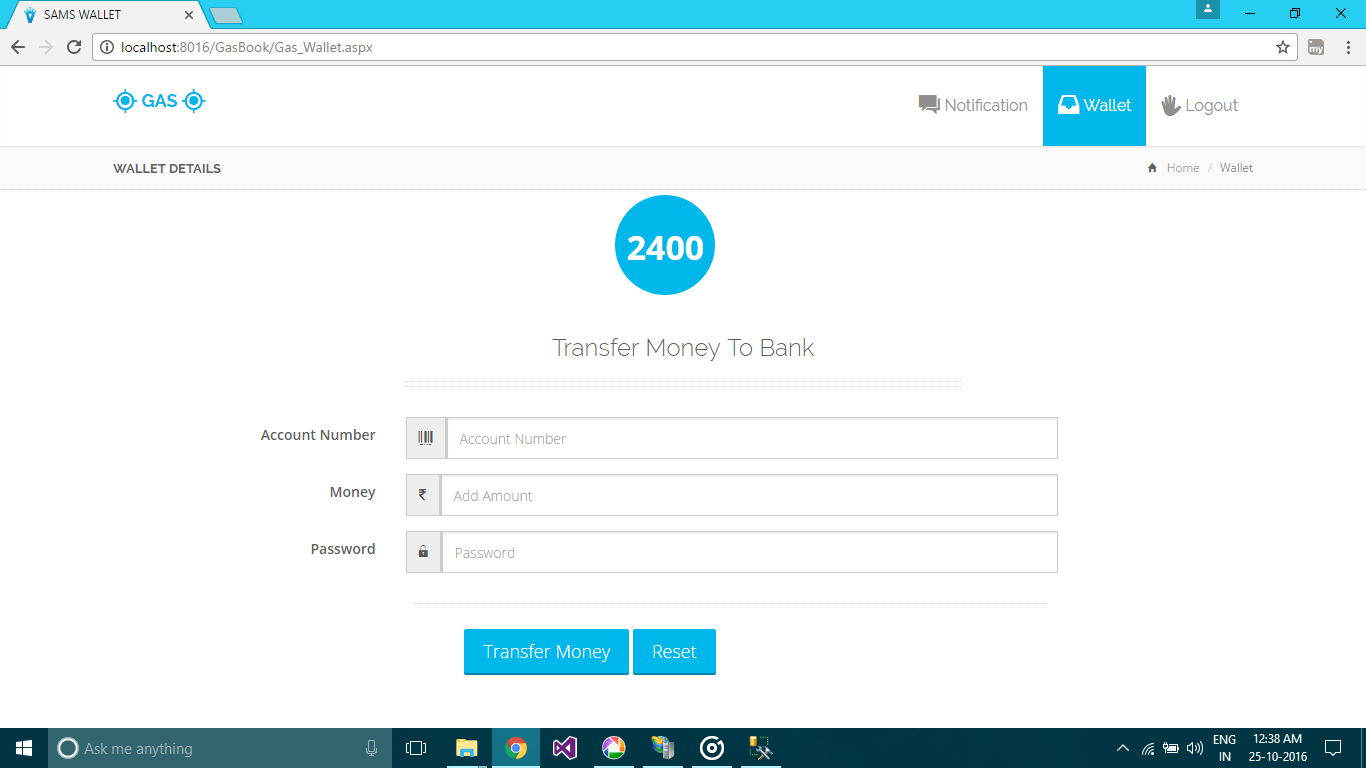 SAMS WALLET
localhost:8016/GasBook/Gas_Wallet.aspx
my
GAS
Notification
Wallet
Logout
WALLET DETAILS
Home / Wallet
2400
Transfer Money To Bank
Account Number
Account Number
Money
₹
Add Amount
Password
Password
Transfer Money
Reset
Ask me anything
ENG
IN
12:38 AM
25-10-2016